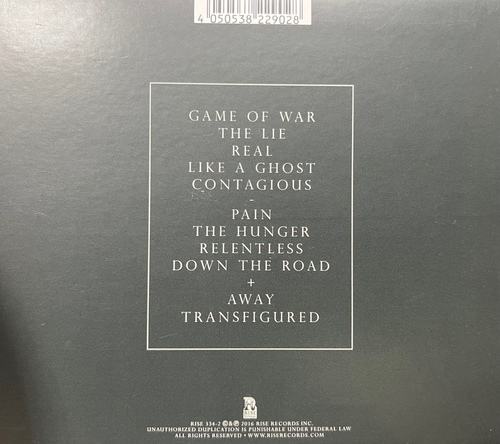 4 050538 229028
GAME OF WAR
THE LIE
REAL
LIKE A GHOST
CONTAGIOUS
-
PAIN
THE HUNGER
RELENTLESS
DOWN THE ROAD
+
AWAY
TRANSFIGURED
RISE
RISE 334-2 ©&℗ 2016 RISE RECORDS INC.
UNAUTHORIZED DUPLICATION IS PUNISHABLE UNDER FEDERAL LAW
ALL RIGHTS RESERVED • WWW.RISERECORDS.COM